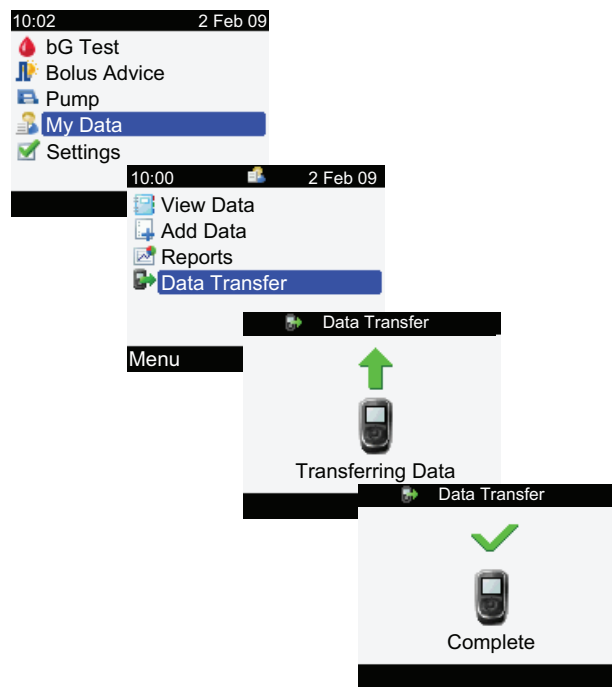 10:02 2 Feb 09
bG Test
Bolus Advice
Pump
My Data
Settings
10:00 2 Feb 09
View Data
Add Data
Reports
Data Transfer
Menu
Data Transfer
Transferring Data
Data Transfer
Complete